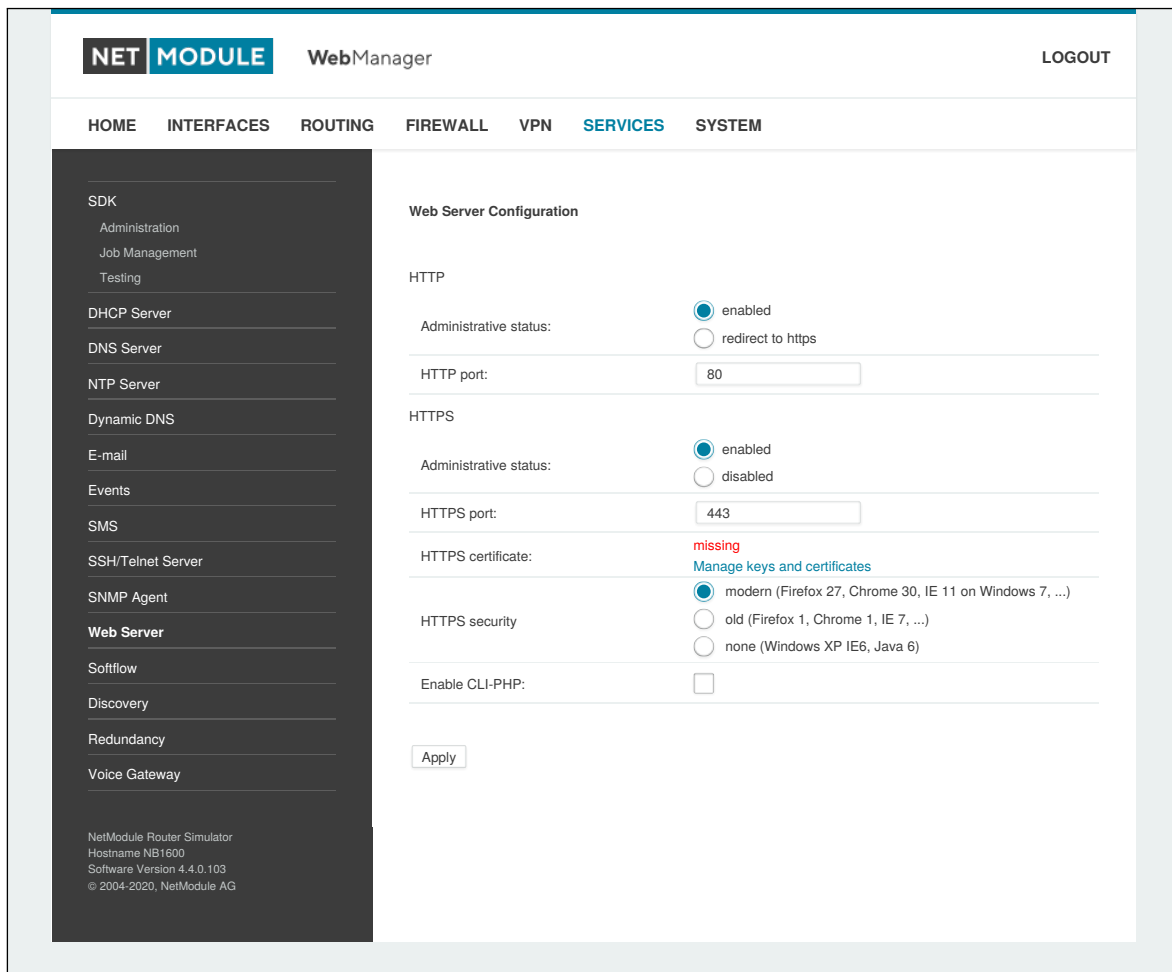 NET MODULE WebManager LOGOUT
HOME INTERFACES ROUTING FIREWALL VPN SERVICES SYSTEM
SDK
Administration
Job Management
Testing
DHCP Server
DNS Server
NTP Server
Dynamic DNS
E-mail
Events
SMS
SSH/Telnet Server
SNMP Agent
Web Server
Softflow
Discovery
Redundancy
Voice Gateway
NetModule Router Simulator
Hostname NB1600
Software Version 4.4.0.103
© 2004-2020, NetModule AG
Web Server Configuration
HTTP
Administrative status:
enabled
redirect to https
HTTP port: 80
HTTPS
Administrative status:
enabled
disabled
HTTPS port: 443
HTTPS certificate:
missing
Manage keys and certificates
HTTPS security
modern (Firefox 27, Chrome 30, IE 11 on Windows 7, ...)
old (Firefox 1, Chrome 1, IE 7, ...)
none (Windows XP IE6, Java 6)
Enable CLI-PHP:
Apply